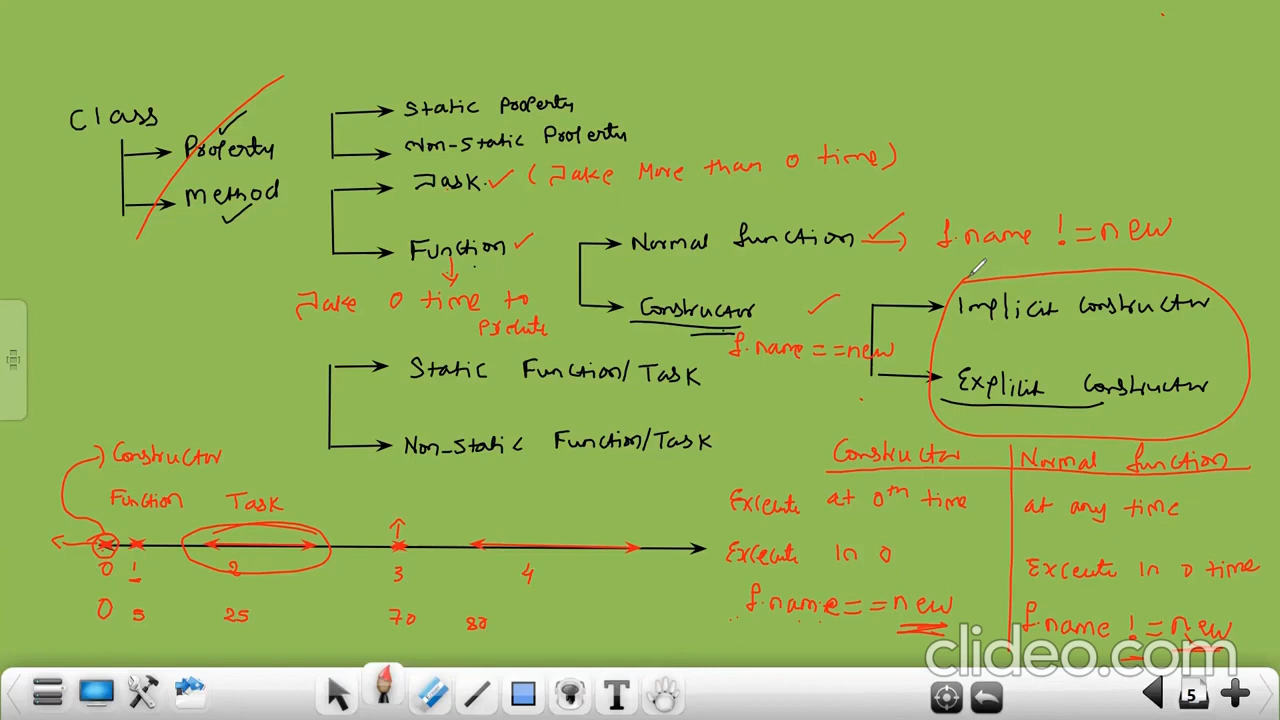 Class
Property
Method
Static Property
Non-Static Property
Task (Take More than 0 time)
Function
Take 0 time to
Normal function f.name !=new
Constructor
f.name==new
Implicit Constructor
Explicit Constructor
Static Function/TASK
Non-Static Function/TASK
Constructor
Function Task
0 1 2 3 4
0 5 25 70 80
Constructor Normal function
Execute at 0th time at any time
Execute in 0 Execute in 0 time
f.name==new f.name !=new
clideo.com
5
T